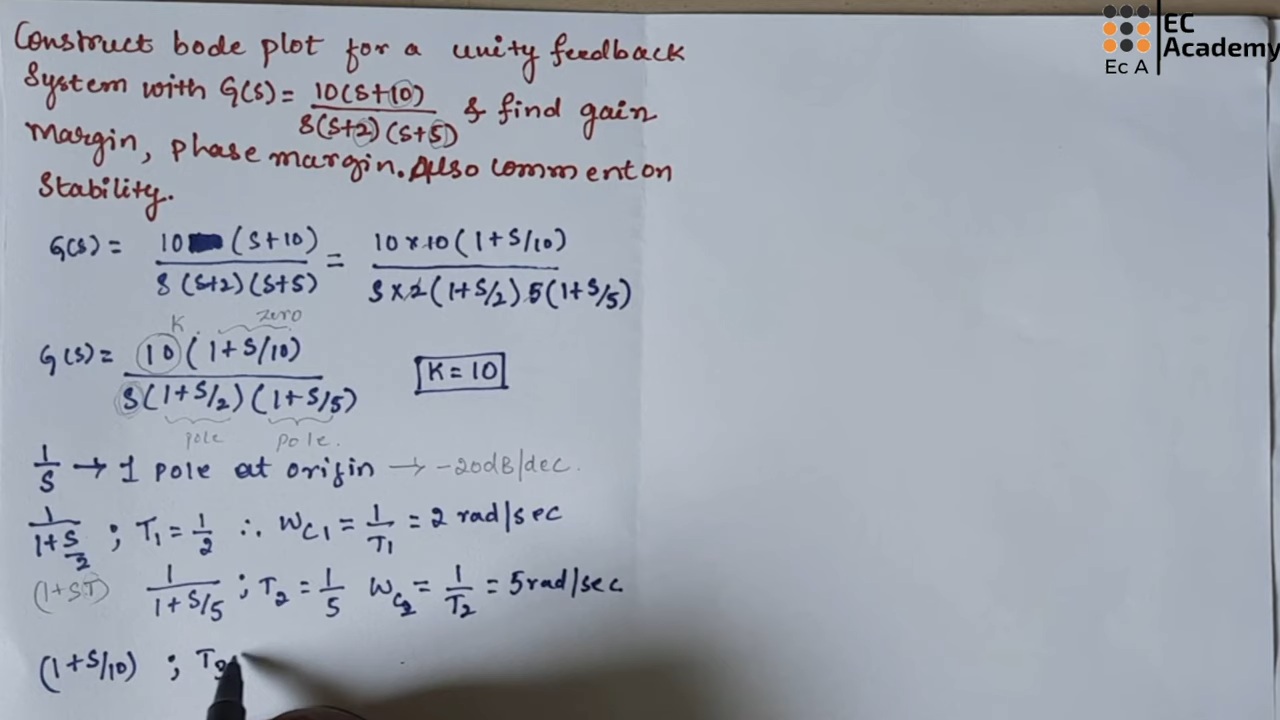 Construct bode plot for a unity feedback
System with G(S) = 10(S+10) / S(S+2)(S+5) & find gain
Margin, phase margin. Also comment on
Stability.
G(S) = 10 (S+10) / S(S+2)(S+5) = 10×10(1+S/10) / S×2(1+S/2)5(1+S/5)
K zero
G(S) = 10(1+S/10) / S(1+S/2)(1+S/5) K = 10
pole pole.
1/S → 1 pole at origin → -20dB/dec.
1/(1+S/2) ; T1 = 1/2 ∴ WC1 = 1/T1 = 2 rad/sec
(1+ST) 1/(1+S/5) ; T2 = 1/5 WC2 = 1/T2 = 5 rad/sec
(1+S/10) ; T
EC
Academy
Ec A